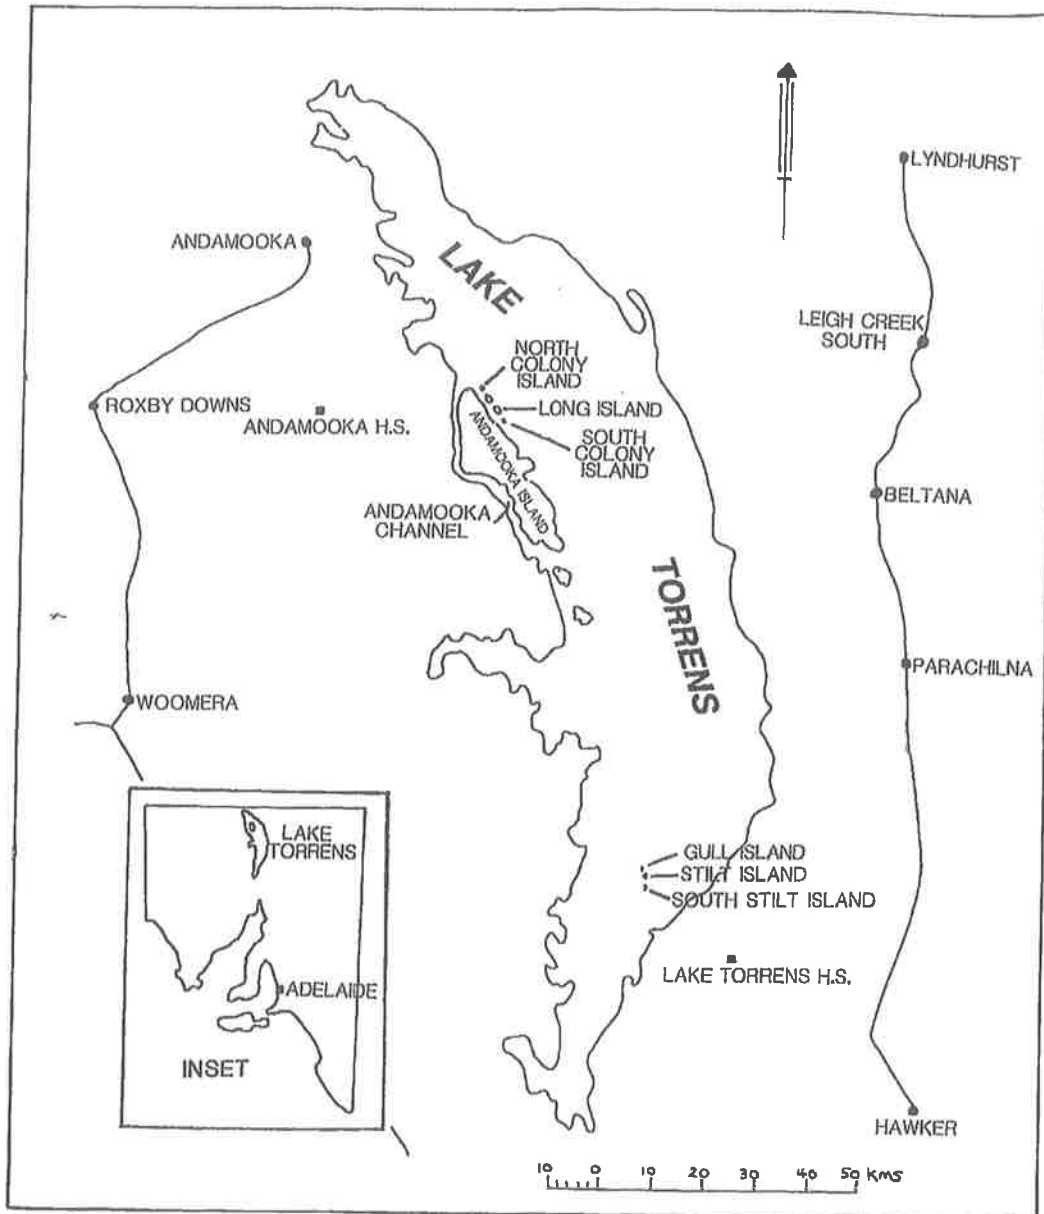 LYNDHURST
ANDAMOOKA
LAKE
LEIGH CREEK
SOUTH
NORTH
COLONY
ISLAND
ROXBY DOWNS
ANDAMOOKA H.S.
LONG ISLAND
SOUTH
COLONY
ISLAND
ANDAMOOKA ISLAND
BELTANA
ANDAMOOKA
CHANNEL
TORRENS
PARACHILNA
WOOMERA
LAKE
TORRENS
GULL ISLAND
STILT ISLAND
SOUTH STILT ISLAND
LAKE TORRENS H.S.
ADELAIDE
INSET
HAWKER
10 0 10 20 30 40 50 kms